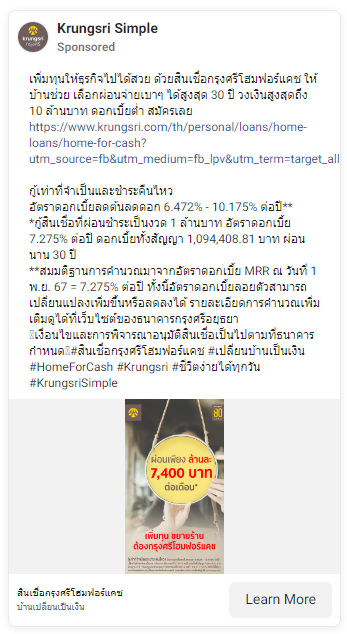 krungsri
กรุงศรี
Krungsri Simple
Sponsored
เพิ่มทุนให้ธุรกิจไปได้สวย ด้วยสินเชื่อกรุงศรีโฮมฟอร์แคช ให้
บ้านช่วย เลือกผ่อนจ่ายเบาๆ ได้สูงสุด 30 ปี วงเงินสูงสุดถึง
10 ล้านบาท ดอกเบี้ยต่ำ สมัครเลย
https://www.krungsri.com/th/personal/loans/home-
loans/home-for-cash?
utm_source=fb&utm_medium=fb_lpv&utm_term=target_all
กู้เท่าที่จำเป็นและชำระคืนไหว
อัตราดอกเบี้ยลดต้นลดดอก 6.472% - 10.175% ต่อปี**
*กู้สินเชื่อที่ผ่อนชำระเป็นงวด 1 ล้านบาท อัตราดอกเบี้ย
7.275% ต่อปี ดอกเบี้ยทั้งสัญญา 1,094,408.81 บาท ผ่อน
นาน 30 ปี
**สมมติฐานการคำนวณมาจากอัตราดอกเบี้ย MRR ณ วันที่ 1
พ.ย. 67 = 7.275% ต่อปี ทั้งนี้อัตราดอกเบี้ยลอยตัวสามารถ
เปลี่ยนแปลงเพิ่มขึ้นหรือลดลงได้ รายละเอียดการคำนวณเพิ่ม
เติมดูได้ที่เว็บไซต์ของธนาคารกรุงศรีอยุธยา
เงื่อนไขและการพิจารณาอนุมัติสินเชื่อเป็นไปตามที่ธนาคาร
กำหนด #สินเชื่อกรุงศรีโฮมฟอร์แคช #เปลี่ยนบ้านเป็นเงิน
#HomeForCash #Krungsri #ชีวิตง่ายได้ทุกวัน
#KrungsriSimple
ผ่อนเพียง ล้านละ
7,400 บาท
ต่อเดือน*
เพิ่มทุน ขยายร้าน
ต้องกรุงศรีโฮมฟอร์แคช
สินเชื่อกรุงศรีโฮมฟอร์แคช
บ้านเปลี่ยนเป็นเงิน
Learn More